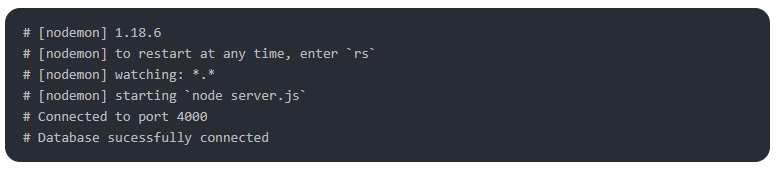 # [nodemon] 1.18.6
# [nodemon] to restart at any time, enter `rs`
# [nodemon] watching: *.*
# [nodemon] starting `node server.js`
# Connected to port 4000
# Database sucessfully connected